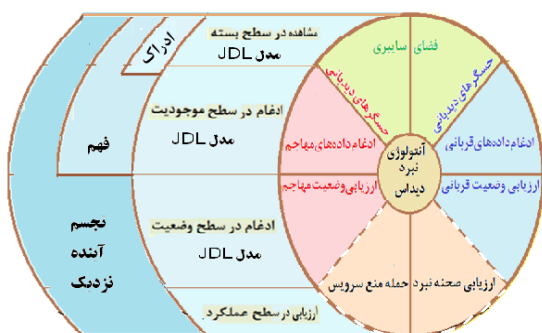 مشاهده در سطح بسته
مدل JDL
ادراک
ادغام در سطح موجودیت
مدل JDL
فهم
ادغام در سطح وضعیت
مدل JDL
تجسم
آینده
نزدیک
ارزیابی در سطح عملکرد
فضای سایبری
حسگرهای دیدبانی
حسگرهای دیدبانی
ادغام داده‌های قربانی
ادغام داده‌های مهاجم
آنتولوژی
نبرد
دیداس
ارزیابی وضعیت قربانی
ارزیابی وضعیت مهاجم
ارزیابی صحنه نبرد
حمله منع سرویس